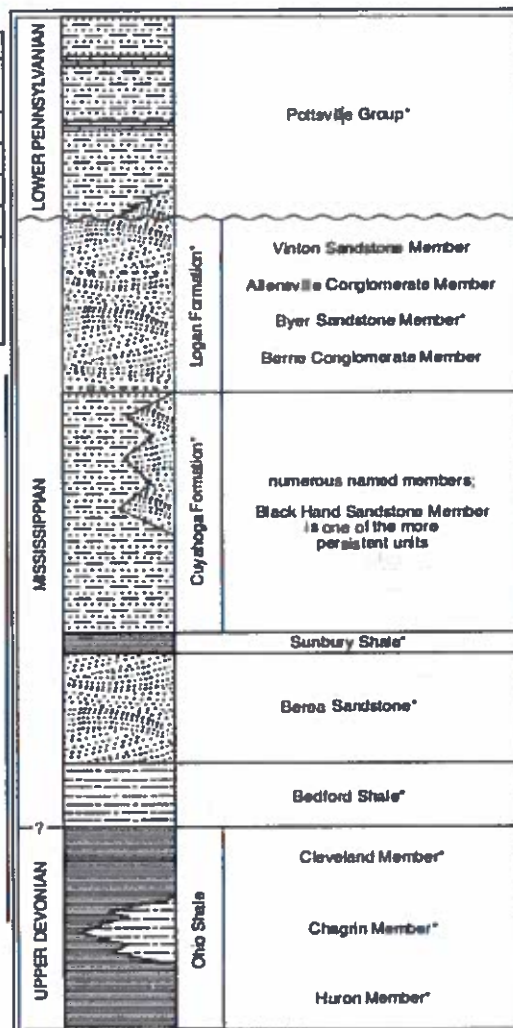 LOWER PENNSYLVANIAN
Pottsville Group*
MISSISSIPPIAN
Logan Formation*
Vinton Sandstone Member
Allensville Conglomerate Member
Byer Sandstone Member*
Berne Conglomerate Member
Cuyahoga Formation*
numerous named members;
Black Hand Sandstone Member
is one of the more
persistent units
Sunbury Shale*
Berea Sandstone*
Bedford Shale*
?
UPPER DEVONIAN
Ohio Shale
Cleveland Member*
Chagrin Member*
Huron Member*